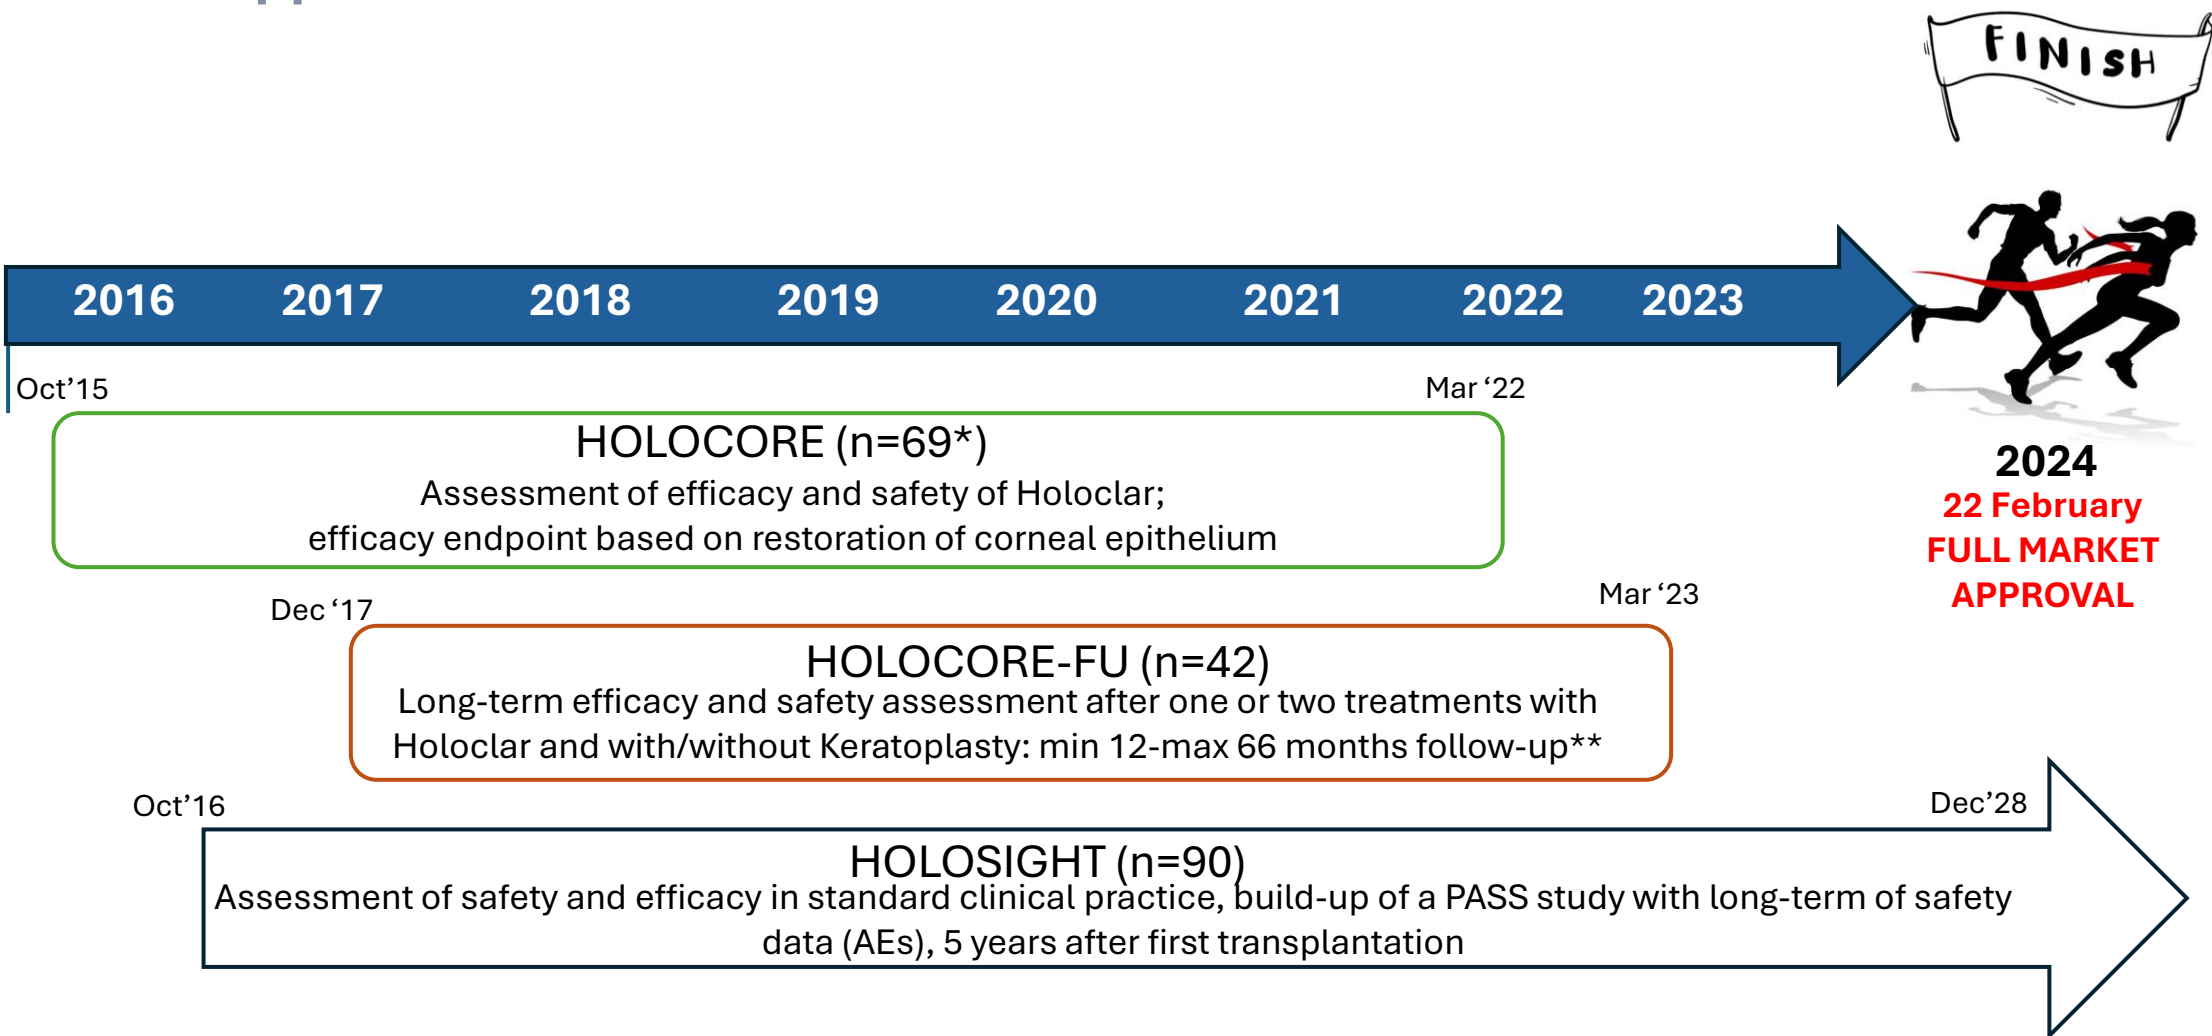 FINISH
2016 2017 2018 2019 2020 2021 2022 2023
Oct’15
Mar ‘22
HOLOCORE (n=69*)
Assessment of efficacy and safety of Holoclar;
efficacy endpoint based on restoration of corneal epithelium
2024
22 February
FULL MARKET
APPROVAL
Dec ‘17
Mar ‘23
HOLOCORE-FU (n=42)
Long-term efficacy and safety assessment after one or two treatments with
Holoclar and with/without Keratoplasty: min 12-max 66 months follow-up**
Oct’16
Dec’28
HOLOSIGHT (n=90)
Assessment of safety and efficacy in standard clinical practice, build-up of a PASS study with long-term of safety
data (AEs), 5 years after first transplantation